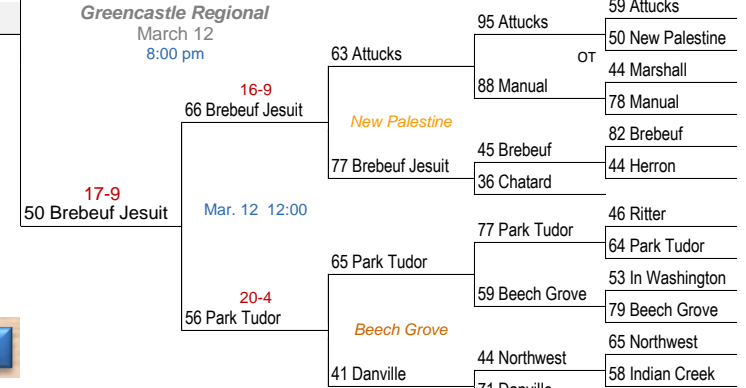 Greencastle Regional
March 12
8:00 pm
17-9
50 Brebeuf Jesuit
16-9
66 Brebeuf Jesuit
Mar. 12 12:00
20-4
56 Park Tudor
63 Attucks
New Palestine
77 Brebeuf Jesuit
65 Park Tudor
Beech Grove
41 Danville
95 Attucks
OT
88 Manual
45 Brebeuf
36 Chatard
77 Park Tudor
59 Beech Grove
44 Northwest
71 Danville
59 Attucks
50 New Palestine
44 Marshall
78 Manual
82 Brebeuf
44 Herron
46 Ritter
64 Park Tudor
53 In Washington
79 Beech Grove
65 Northwest
58 Indian Creek